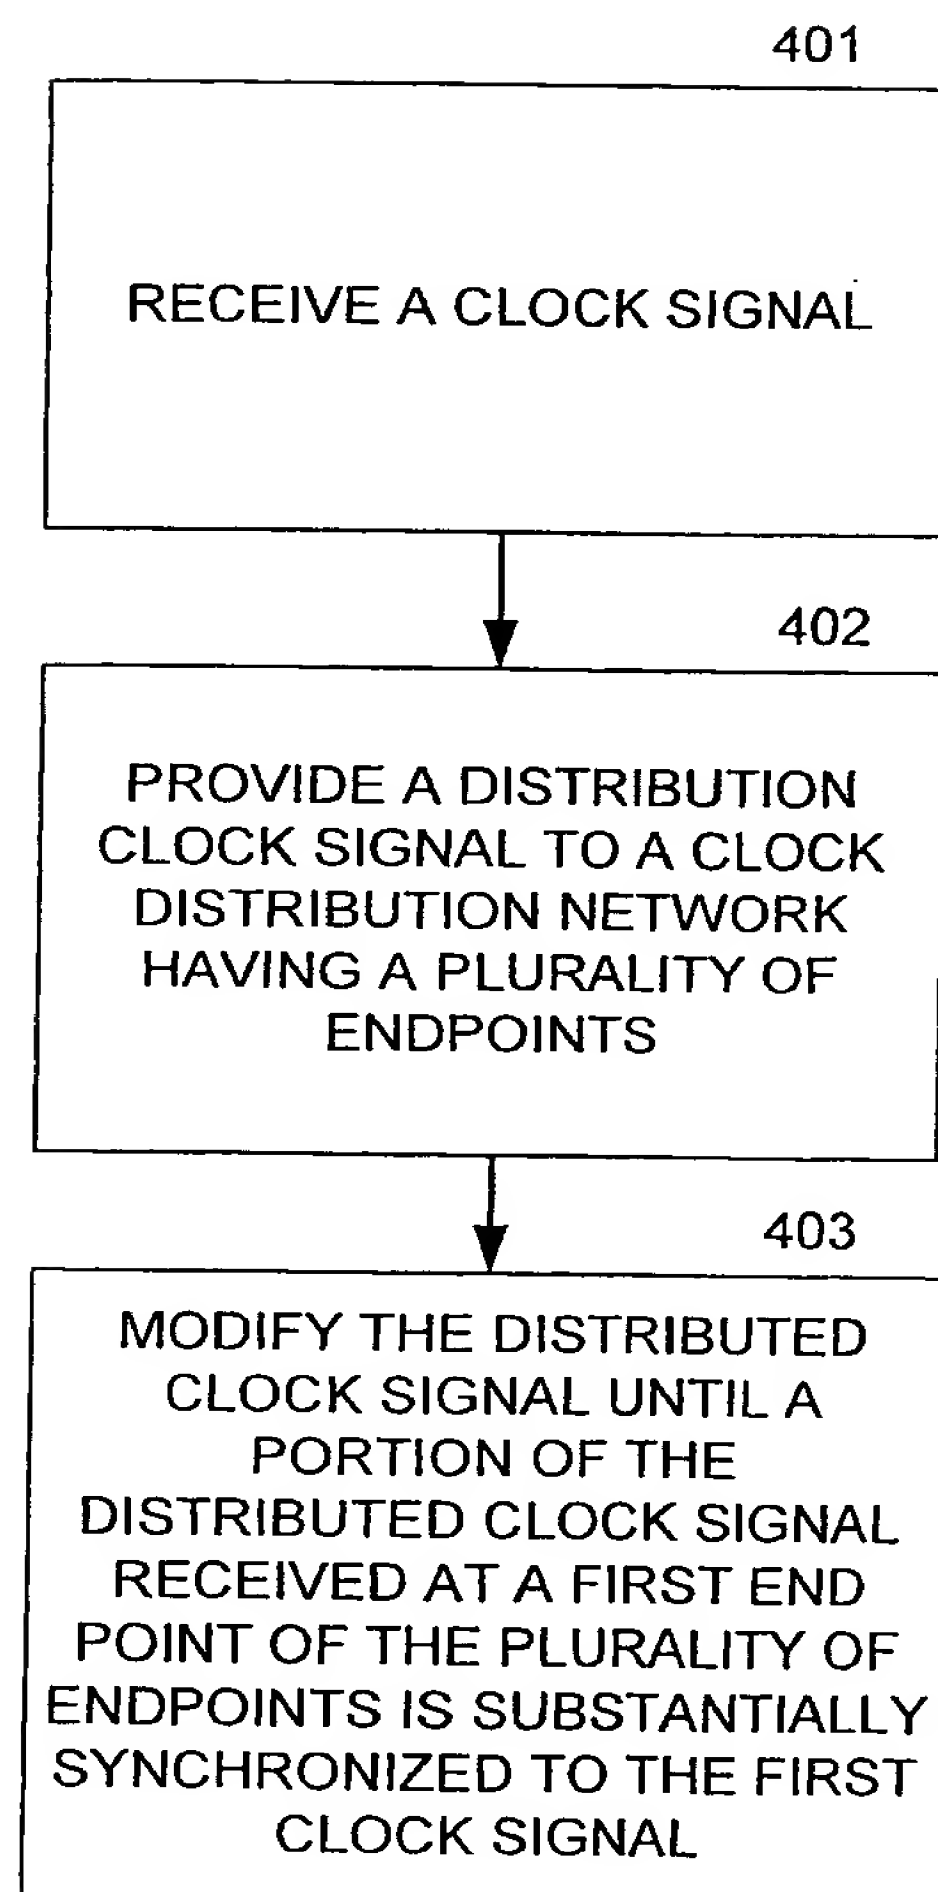 401
RECEIVE A CLOCK SIGNAL
402
PROVIDE A DISTRIBUTION
CLOCK SIGNAL TO A CLOCK
DISTRIBUTION NETWORK
HAVING A PLURALITY OF
ENDPOINTS
403
MODIFY THE DISTRIBUTED
CLOCK SIGNAL UNTIL A
PORTION OF THE
DISTRIBUTED CLOCK SIGNAL
RECEIVED AT A FIRST END
POINT OF THE PLURALITY OF
ENDPOINTS IS SUBSTANTIALLY
SYNCHRONIZED TO THE FIRST
CLOCK SIGNAL